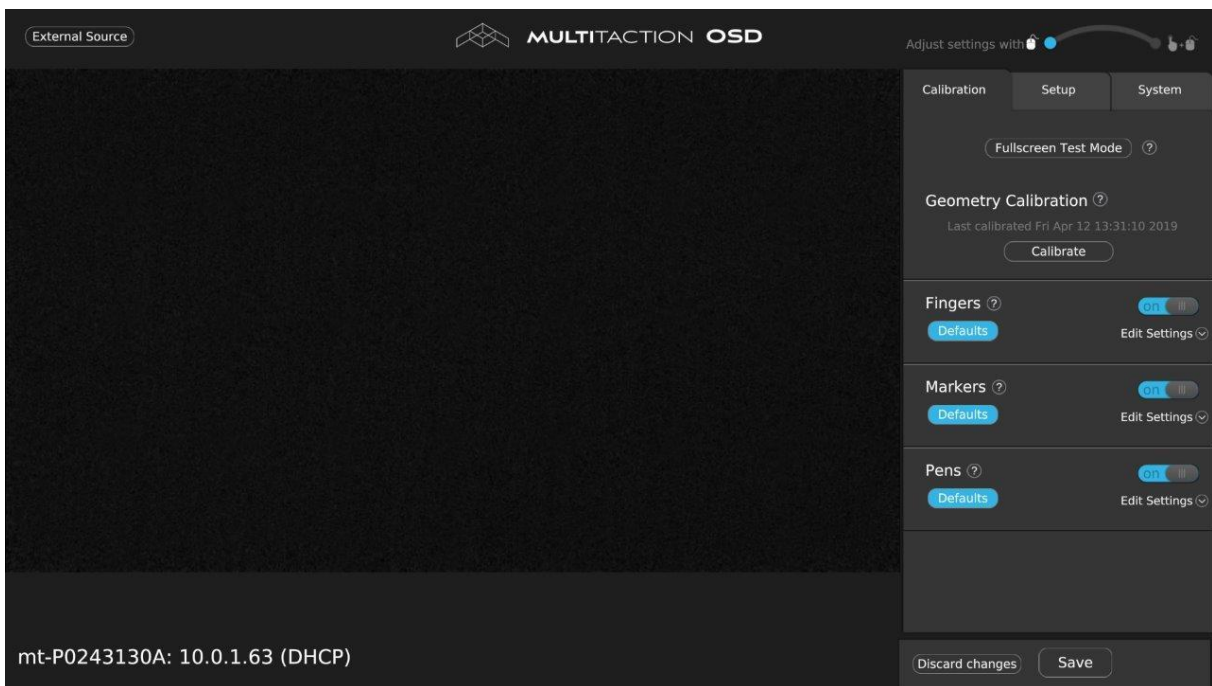 External Source
MULTITACTION OSD
Adjust settings with
Calibration
Setup
System
Fullscreen Test Mode ?
Geometry Calibration ?
Last calibrated Fri Apr 12 13:31:10 2019
Calibrate
Fingers ?
on
Defaults
Edit Settings
Markers ?
on
Defaults
Edit Settings
Pens ?
on
Defaults
Edit Settings
mt-P0243130A: 10.0.1.63 (DHCP)
Discard changes
Save